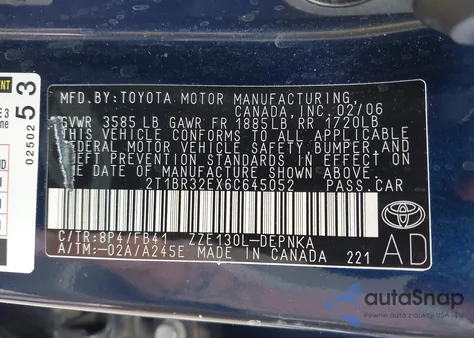 MFD. BY: TOYOTA MOTOR MANUFACTURING,
CANADA, INC. 02/06
GVWR 3585 LB GAWR FR 1885LB RR 1720LB
THIS VEHICLE CONFORMS TO ALL APPLICABLE
FEDERAL MOTOR VEHICLE SAFETY, BUMPER, AND
THEFT PREVENTION STANDARDS IN EFFECT ON
THE DATE OF MANUFACTURE SHOWN ABOVE.
2T1BR32EX6C645052 PASS.CAR
C/TR:8P4/FB41 ZZE130L-DEPNKA
A/TM:-02A/A245E MADE IN CANADA 221
AD
0250253
autoSnap